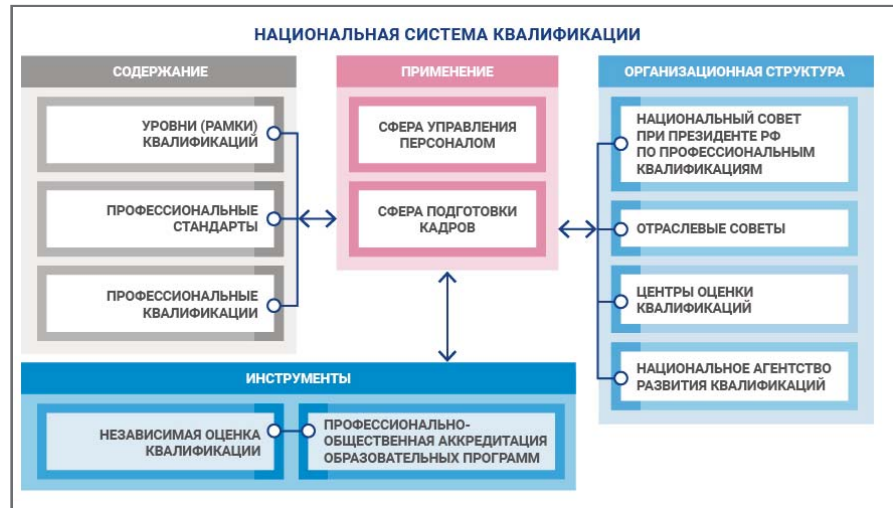 НАЦИОНАЛЬНАЯ СИСТЕМА КВАЛИФИКАЦИИ
СОДЕРЖАНИЕ
УРОВНИ (РАМКИ)
КВАЛИФИКАЦИЙ
ПРОФЕССИОНАЛЬНЫЕ
СТАНДАРТЫ
ПРОФЕССИОНАЛЬНЫЕ
КВАЛИФИКАЦИИ
ПРИМЕНЕНИЕ
СФЕРА УПРАВЛЕНИЯ
ПЕРСОНАЛОМ
СФЕРА ПОДГОТОВКИ
КАДРОВ
ОРГАНИЗАЦИОННАЯ СТРУКТУРА
НАЦИОНАЛЬНЫЙ СОВЕТ
ПРИ ПРЕЗИДЕНТЕ РФ
ПО ПРОФЕССИОНАЛЬНЫМ
КВАЛИФИКАЦИЯМ
ОТРАСЛЕВЫЕ СОВЕТЫ
ЦЕНТРЫ ОЦЕНКИ
КВАЛИФИКАЦИЙ
НАЦИОНАЛЬНОЕ АГЕНТСТВО
РАЗВИТИЯ КВАЛИФИКАЦИЙ
ИНСТРУМЕНТЫ
НЕЗАВИСИМАЯ ОЦЕНКА
КВАЛИФИКАЦИИ
ПРОФЕССИОНАЛЬНО-
ОБЩЕСТВЕННАЯ АККРЕДИТАЦИЯ
ОБРАЗОВАТЕЛЬНЫХ ПРОГРАММ